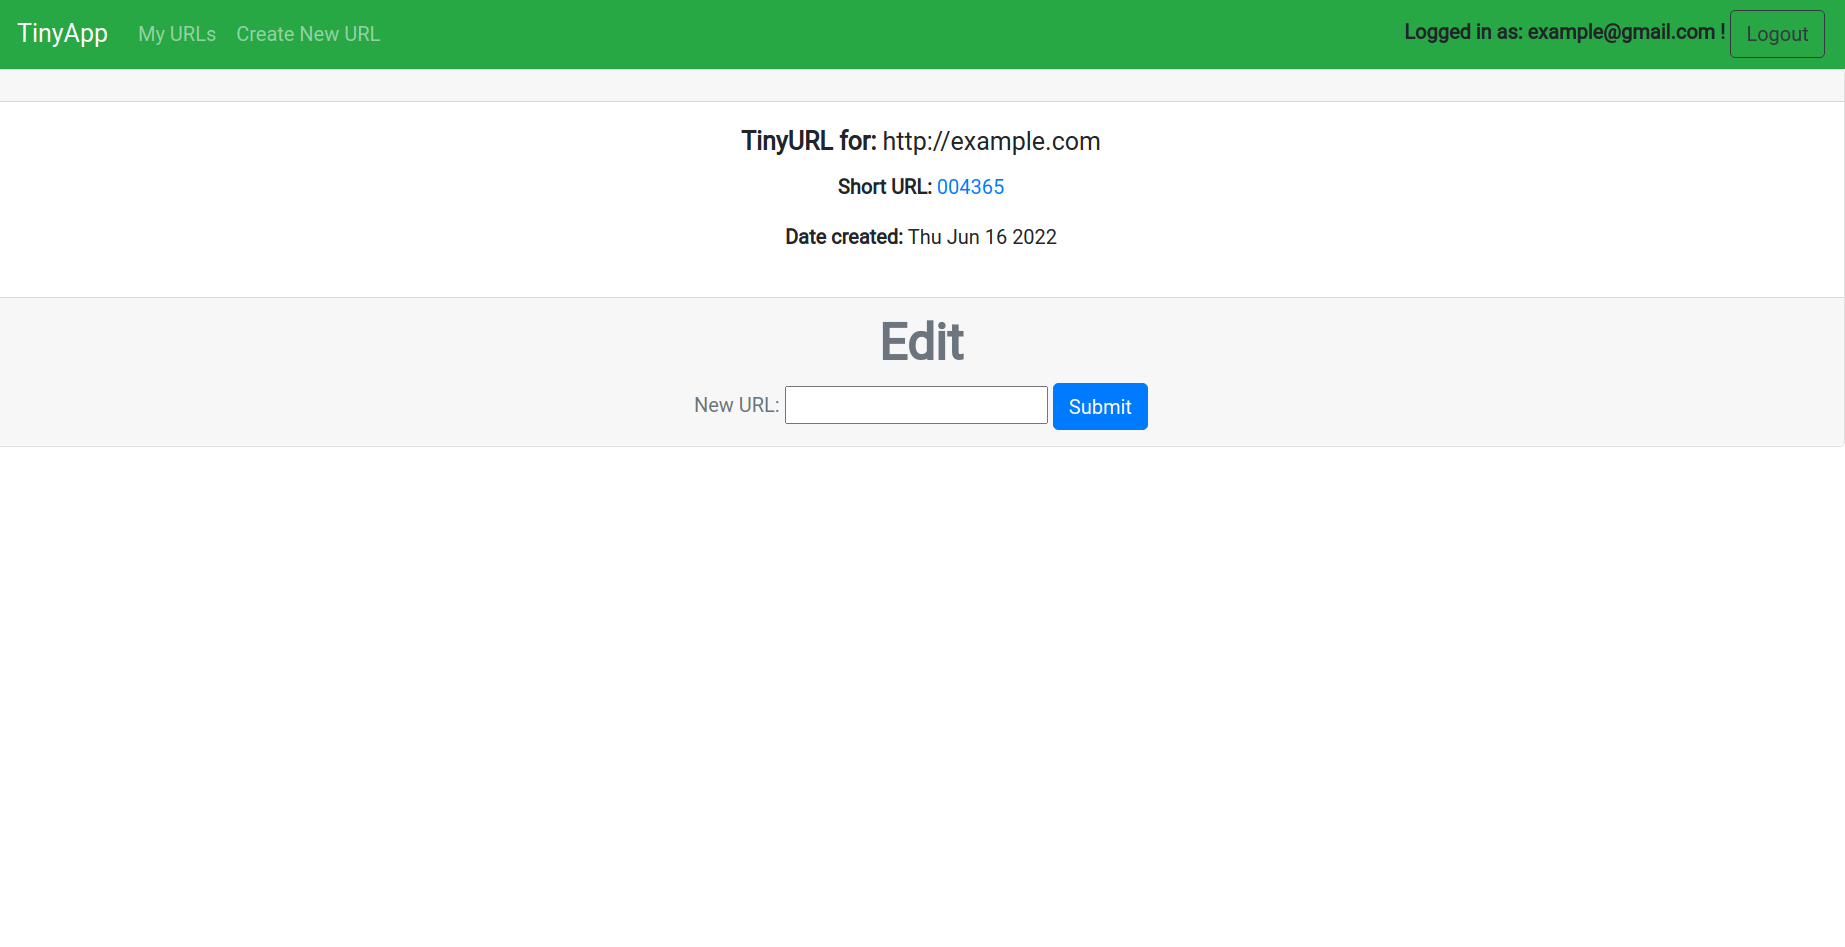 TinyApp My URLs Create New URL Logged in as: example@gmail.com ! Logout
TinyURL for: http://example.com
Short URL: 004365
Date created: Thu Jun 16 2022
Edit
New URL: Submit